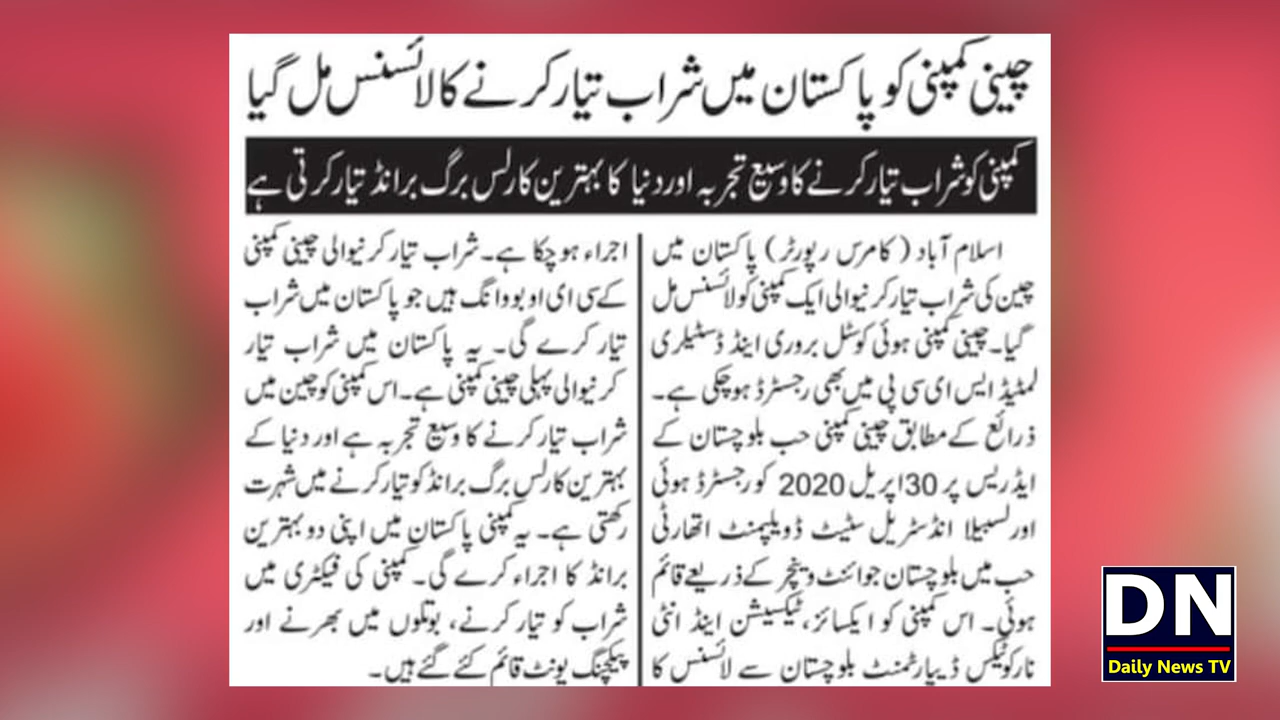 چینی کمپنی کو پاکستان میں شراب تیار کرنے کا لائسنس مل گیا
کمپنی کو شراب تیار کرنے کا وسیع تجربہ اور دنیا کا بہترین کارلس برگ برانڈ تیار کرتی ہے
اسلام آباد (کامرس رپورٹر) پاکستان میں
چین کی شراب تیار کرنیوالی ایک کمپنی کو لائسنس مل
گیا۔ چینی کمپنی ہوئی کوسٹل بروری اینڈ ڈسٹیلری
لمٹیڈ ایس ای سی پی میں بھی رجسٹرڈ ہو چکی ہے۔
ذرائع کے مطابق چینی کمپنی حب بلوچستان کے
ایڈریس پر 30 اپریل 2020 کو رجسٹرڈ ہوئی
اور لسبیلا انڈسٹریل سٹیٹ ڈویلپمنٹ اتھارٹی
حب میں بلوچستان جوائنٹ وینچر کے ذریعے قائم
ہوئی۔ اس کمپنی کو ایکسائز، ٹیکسیشن اینڈ انٹی
نارکوٹیکس ڈیپارٹمنٹ بلوچستان سے لائسنس کا
اجراء ہو چکا ہے۔ شراب تیار کرنیوالی چینی کمپنی
کے سی ای او بو وانگ ہیں جو پاکستان میں شراب
تیار کرے گی۔ یہ پاکستان میں شراب تیار
کرنیوالی پہلی چینی کمپنی ہے۔ اس کمپنی کو چین میں
شراب تیار کرنے کا وسیع تجربہ ہے اور دنیا کے
بہترین کارلس برگ برانڈ کو تیار کرنے میں شہرت
رکھتی ہے۔ یہ کمپنی پاکستان میں اپنی دو بہترین
برانڈ کا اجراء کرے گی۔ کمپنی کی فیکٹری میں
شراب کو تیار کرنے، بوتلوں میں بھرنے اور
پیکجنگ یونٹ قائم کئے گئے ہیں۔
DN
Daily News TV